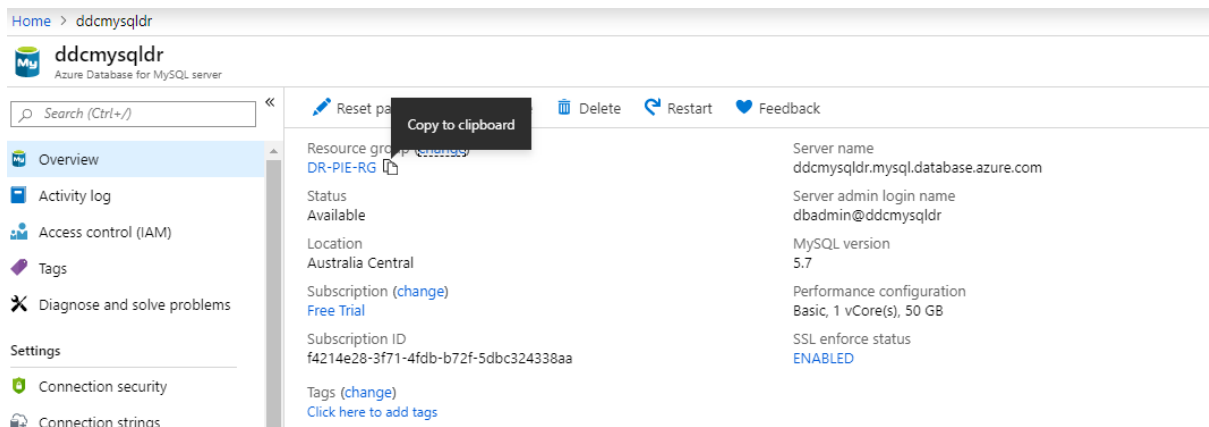 Home > ddcmysqldr
My
ddcmysqldr
Azure Database for MySQL server
Search (Ctrl+/)
«
Overview
Activity log
Access control (IAM)
Tags
Diagnose and solve problems
Settings
Connection security
Connection strings
Reset pa
Copy to clipboard
Delete
Restart
Feedback
Resource group (change)
DR-PIE-RG
Status
Available
Location
Australia Central
Subscription (change)
Free Trial
Subscription ID
f4214e28-3f71-4fdb-b72f-5dbc324338aa
Tags (change)
Click here to add tags
Server name
ddcmysqldr.mysql.database.azure.com
Server admin login name
dbadmin@ddcmysqldr
MySQL version
5.7
Performance configuration
Basic, 1 vCore(s), 50 GB
SSL enforce status
ENABLED